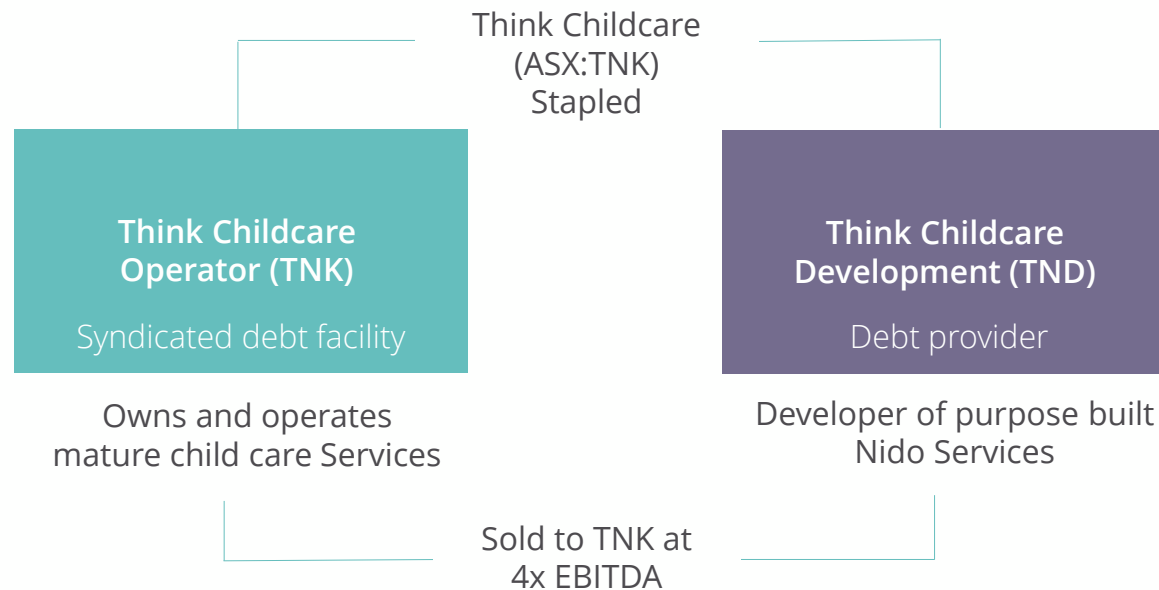 Think Childcare
(ASX:TNK)
Stapled
Think Childcare
Operator (TNK)
Syndicated debt facility
Owns and operates
mature child care Services
Think Childcare
Development (TND)
Debt provider
Developer of purpose built
Nido Services
Sold to TNK at
4x EBITDA